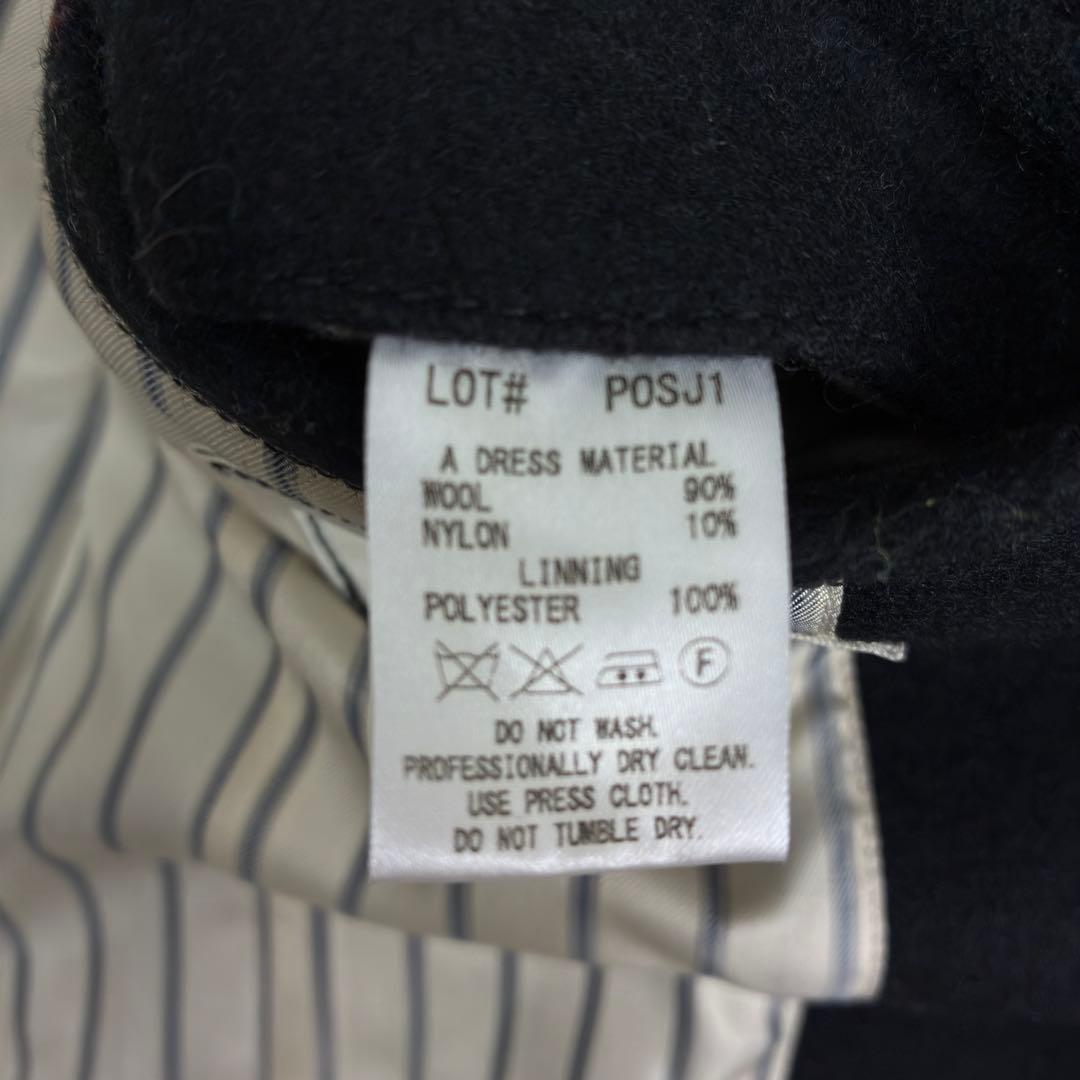 LOT# POSJ1
A DRESS MATERIAL
WOOL 90%
NYLON 10%
LINNING
POLYESTER 100%
F
DO NOT WASH.
PROFESSIONALLY DRY CLEAN.
USE PRESS CLOTH.
DO NOT TUMBLE DRY.